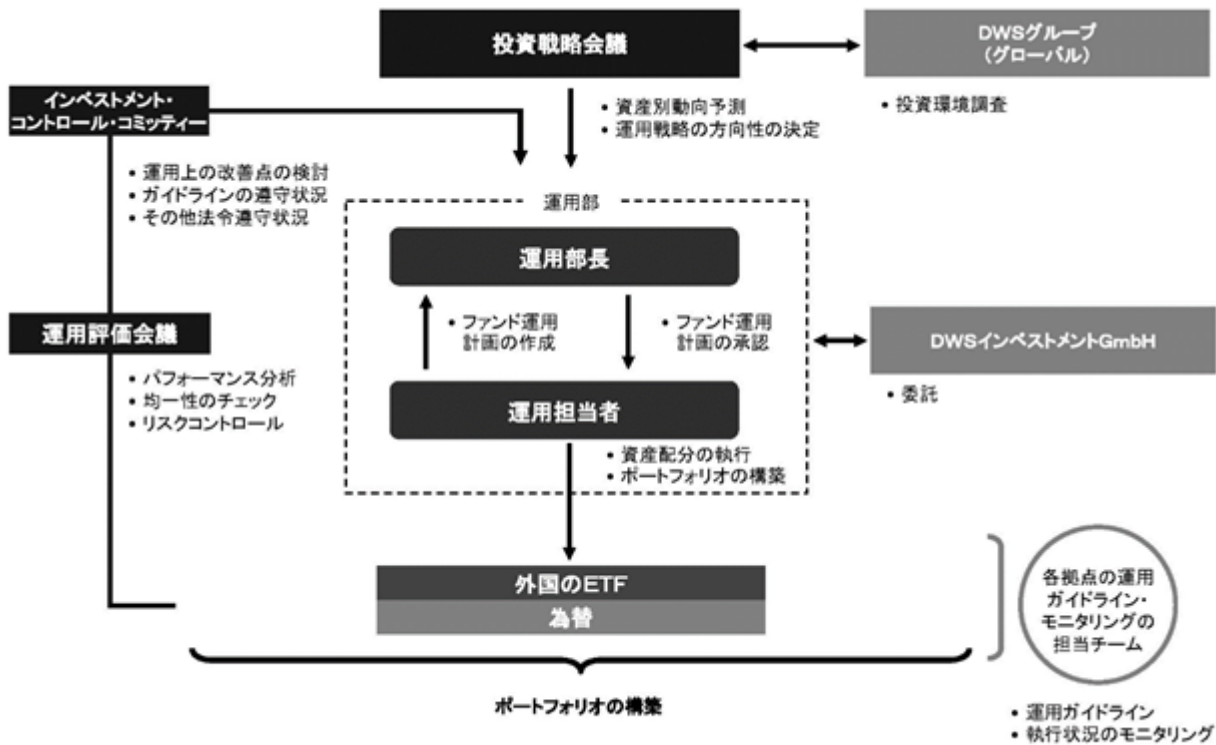 投資戦略会議
DWSグループ
（グローバル）
• 投資環境調査
• 資産別動向予測
• 運用戦略の方向性の決定
インベストメント・
コントロール・コミッティー
• 運用上の改善点の検討
• ガイドラインの遵守状況
• その他法令遵守状況
運用部
運用部長
• ファンド運用
計画の作成
• ファンド運用
計画の承認
運用評価会議
• パフォーマンス分析
• 均一性のチェック
• リスクコントロール
DWSインベストメントGmbH
• 委託
運用担当者
• 資産配分の執行
• ポートフォリオの構築
外国のETF
為替
各拠点の運用
ガイドライン・
モニタリングの
担当チーム
ポートフォリオの構築
• 運用ガイドライン
• 執行状況のモニタリング